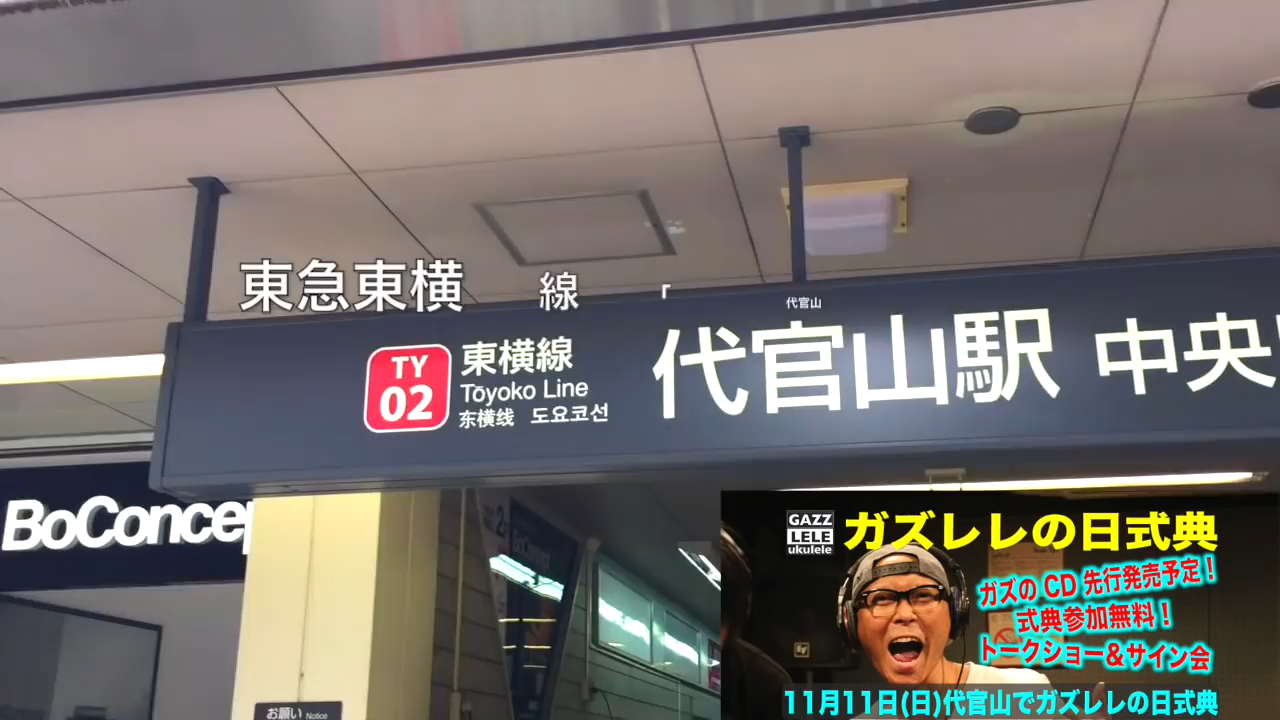 東急東横線「代官山
TY
02
東横線
Tōyoko Line
东横线 도요코선
代官山駅 中央
BoConcep
お願い Notice
GAZZ
LELE
ukulele
ガズレレの日式典
ガズの CD 先行発売予定！
式典参加無料！
トークショー＆サイン会
11月11日(日)代官山でガズレレの日式典